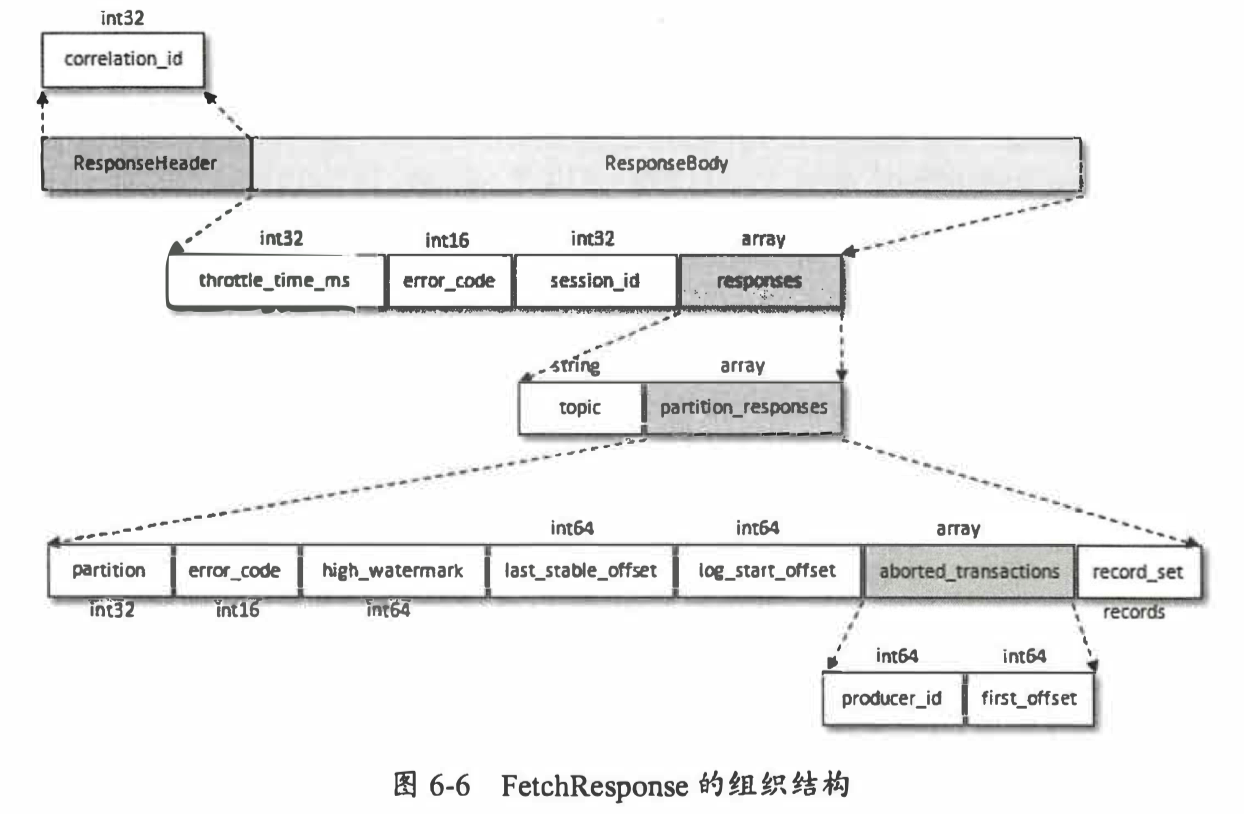 int32
correlation_id
ResponseHeader ResponseBody
int32 int16 int32 array
throttle_time_ms error_code session_id responses
string array
topic partition_responses
int64 int64 array
partition error_code high_watermark last_stable_offset log_start_offset aborted_transactions record_set
int32 int16 int64 records
int64 int64
producer_id first_offset
图 6-6 FetchResponse 的组织结构